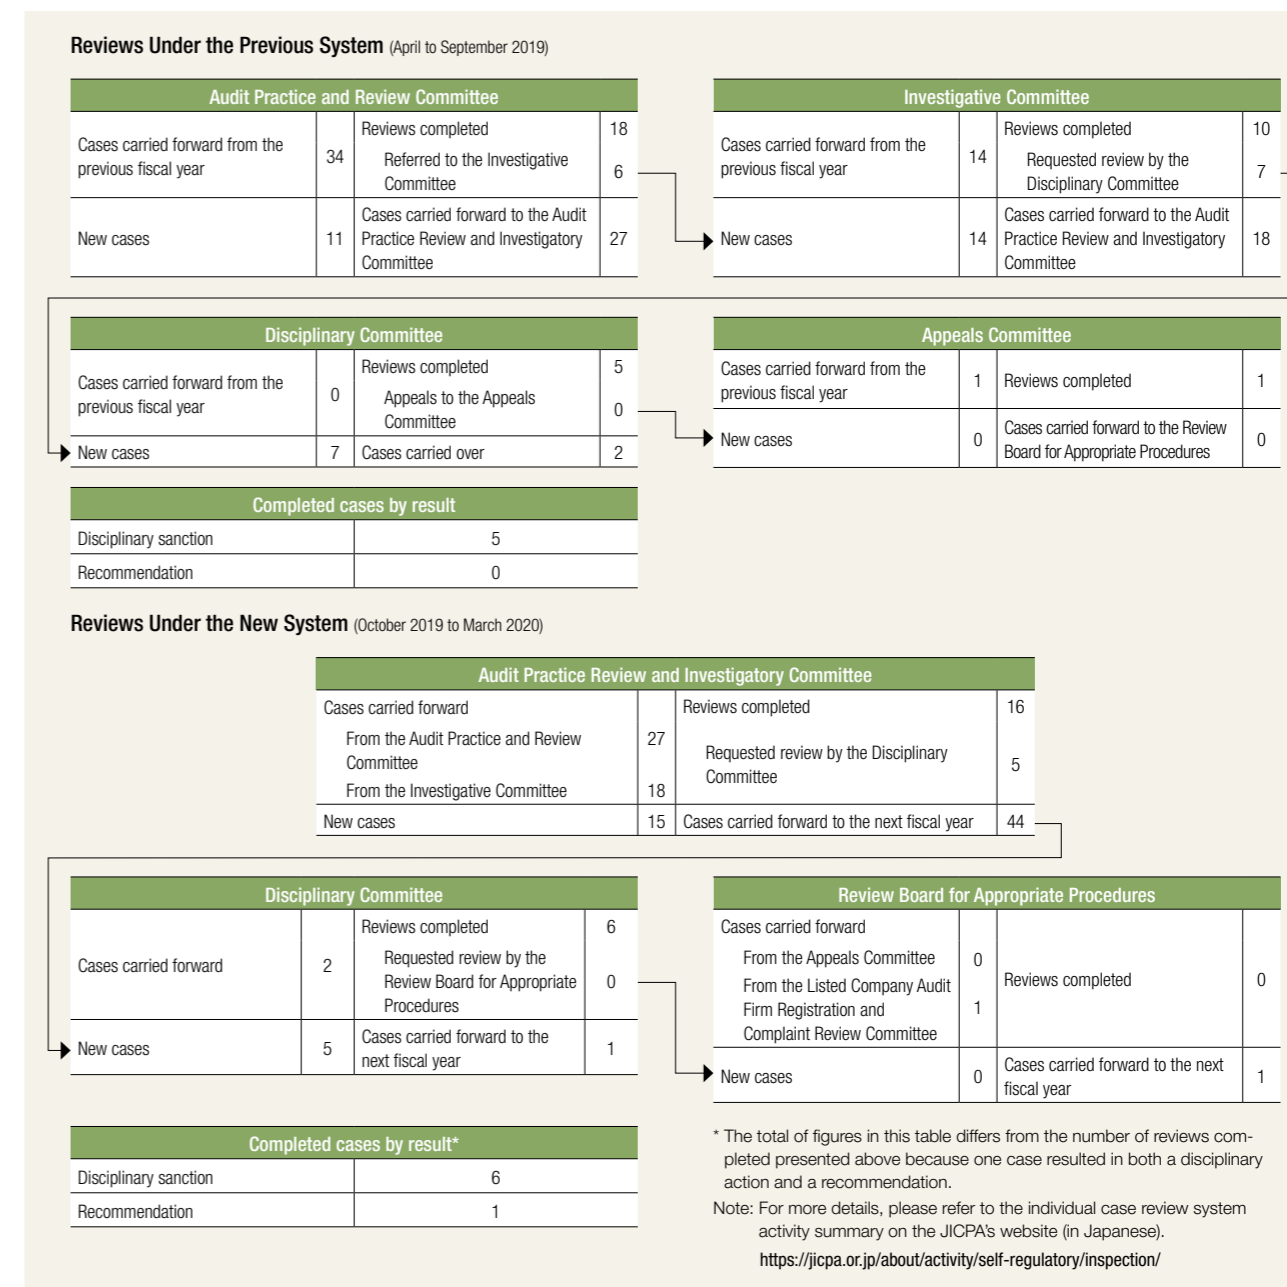 Reviews Under the Previous System (April to September 2019)
Audit Practice and Review Committee
Cases carried forward from the
previous fiscal year
34
Reviews completed
18
Referred to the Investigative
Committee
6
New cases
11
Cases carried forward to the Audit
Practice Review and Investigatory
Committee
27
Investigative Committee
Cases carried forward from the
previous fiscal year
14
Reviews completed
10
Requested review by the
Disciplinary Committee
7
New cases
14
Cases carried forward to the Audit
Practice Review and Investigatory
Committee
18
Disciplinary Committee
Cases carried forward from the
previous fiscal year
0
Reviews completed
5
Appeals to the Appeals
Committee
0
New cases
7
Cases carried over
2
Appeals Committee
Cases carried forward from the
previous fiscal year
1
Reviews completed
1
New cases
0
Cases carried forward to the Review
Board for Appropriate Procedures
0
Completed cases by result
Disciplinary sanction
5
Recommendation
0
Reviews Under the New System (October 2019 to March 2020)
Audit Practice Review and Investigatory Committee
Cases carried forward
From the Audit Practice and Review
Committee
27
From the Investigative Committee
18
Reviews completed
16
Requested review by the Disciplinary
Committee
5
New cases
15
Cases carried forward to the next fiscal year
44
Disciplinary Committee
Cases carried forward
2
Reviews completed
6
Requested review by the
Review Board for Appropriate
Procedures
0
New cases
5
Cases carried forward to the
next fiscal year
1
Review Board for Appropriate Procedures
Cases carried forward
From the Appeals Committee
0
From the Listed Company Audit
Firm Registration and
Complaint Review Committee
1
Reviews completed
0
New cases
0
Cases carried forward to the next
fiscal year
1
Completed cases by result*
Disciplinary sanction
6
Recommendation
1
* The total of figures in this table differs from the number of reviews com-
pleted presented above because one case resulted in both a disciplinary
action and a recommendation.
Note: For more details, please refer to the individual case review system
activity summary on the JICPA's website (in Japanese).
https://jicpa.or.jp/about/activity/self-regulatory/inspection/